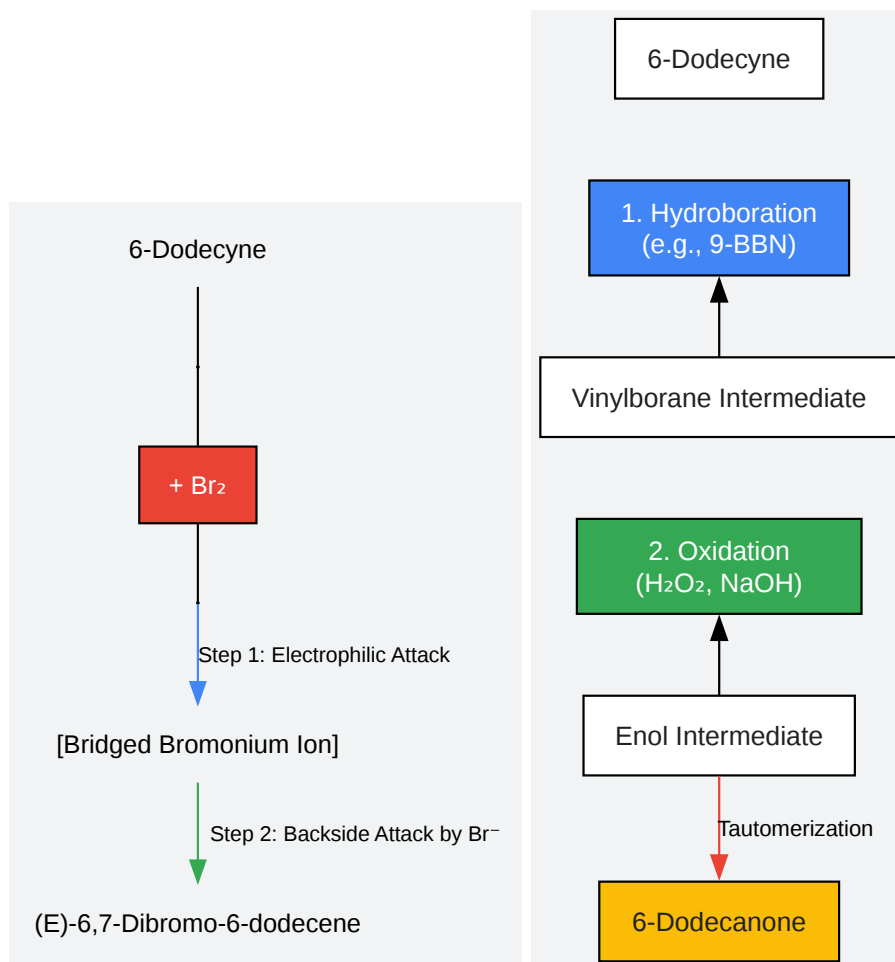 6-Dodecyne
+ Br₂
Step 1: Electrophilic Attack
[Bridged Bromonium Ion]
Step 2: Backside Attack by Br⁻
(E)-6,7-Dibromo-6-dodecene
6-Dodecyne
1. Hydroboration
(e.g., 9-BBN)
Vinylborane Intermediate
2. Oxidation
(H₂O₂, NaOH)
Enol Intermediate
Tautomerization
6-Dodecanone